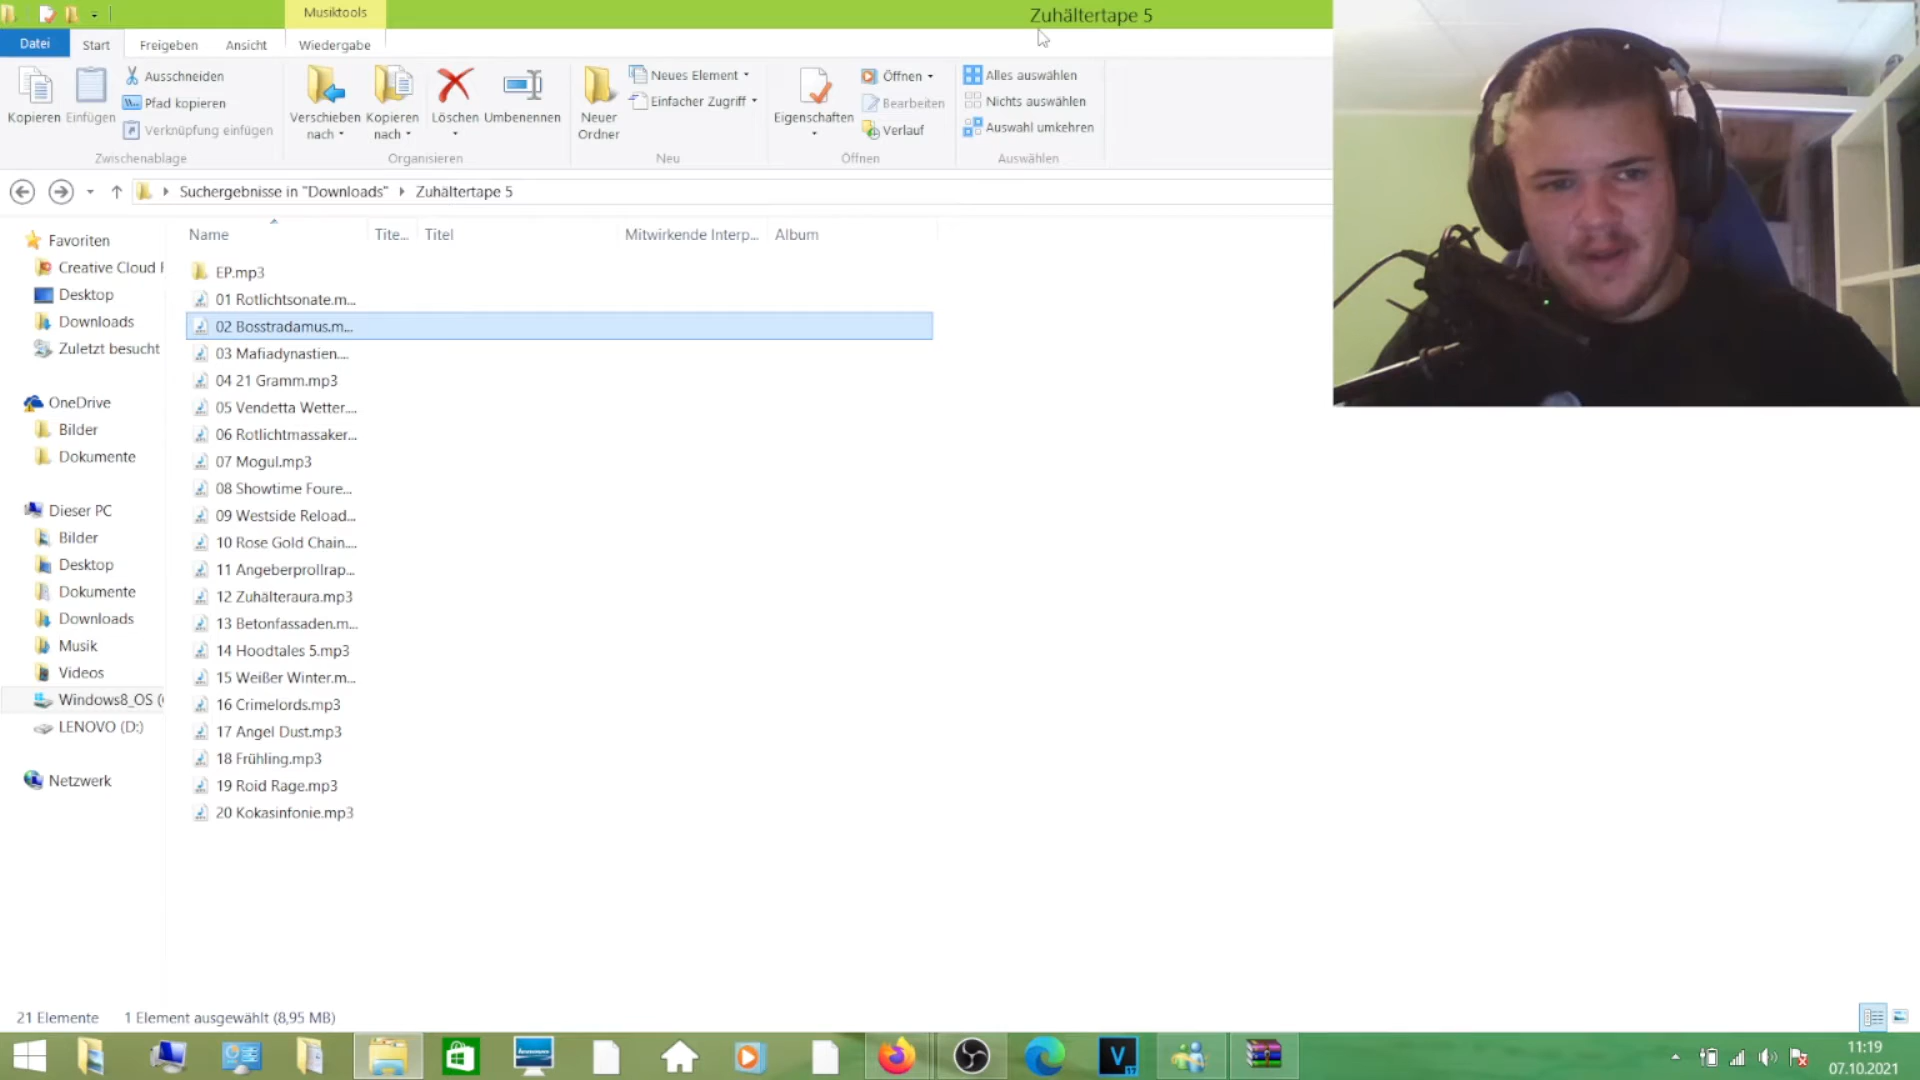 Musiktools
Zuhältertape 5
Datei
Start
Freigeben
Ansicht
Wiedergabe
Kopieren
Einfügen
Ausschneiden
Pfad kopieren
Verknüpfung einfügen
Zwischenablage
Verschieben nach
Kopieren nach
Löschen
Umbenennen
Organisieren
Neuer Ordner
Neues Element
Einfacher Zugriff
Neu
Eigenschaften
Öffnen
Bearbeiten
Verlauf
Öffnen
Alles auswählen
Nichts auswählen
Auswahl umkehren
Auswählen
Suchergebnisse in "Downloads"
Zuhältertape 5
Favoriten
Creative Cloud F
Desktop
Downloads
Zuletzt besucht
OneDrive
Bilder
Dokumente
Dieser PC
Bilder
Desktop
Dokumente
Downloads
Musik
Videos
Windows8_OS (
LENOVO (D:)
Netzwerk
Name
Tite...
Titel
Mitwirkende Interp...
Album
EP.mp3
01 Rotlichtsonate.m...
02 Bosstradamus.m...
03 Mafiadynastien....
04 21 Gramm.mp3
05 Vendetta Wetter....
06 Rotlichtmassaker...
07 Mogul.mp3
08 Showtime Foure...
09 Westside Reload...
10 Rose Gold Chain....
11 Angeberprollrap...
12 Zuhälteraura.mp3
13 Betonfassaden.m...
14 Hoodtales 5.mp3
15 Weißer Winter.m...
16 Crimelords.mp3
17 Angel Dust.mp3
18 Frühling.mp3
19 Roid Rage.mp3
20 Kokasinfonie.mp3
21 Elemente
1 Element ausgewählt (8,95 MB)
V
17
11:19
07.10.2021